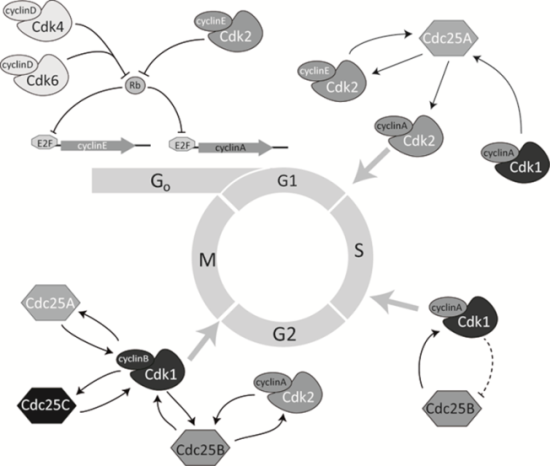 cyclinD
Cdk4
cyclinE
Cdk2
cyclinD
Cdk6
Rb
E2F
cyclinE
E2F
cyclinA
Cdc25A
cyclinE
Cdk2
cyclinA
Cdk2
cyclinA
Cdk1
Go
G1
S
M
G2
Cdc25A
cyclinB
Cdk1
Cdc25C
cyclinA
Cdk2
Cdc25B
cyclinA
Cdk1
Cdc25B